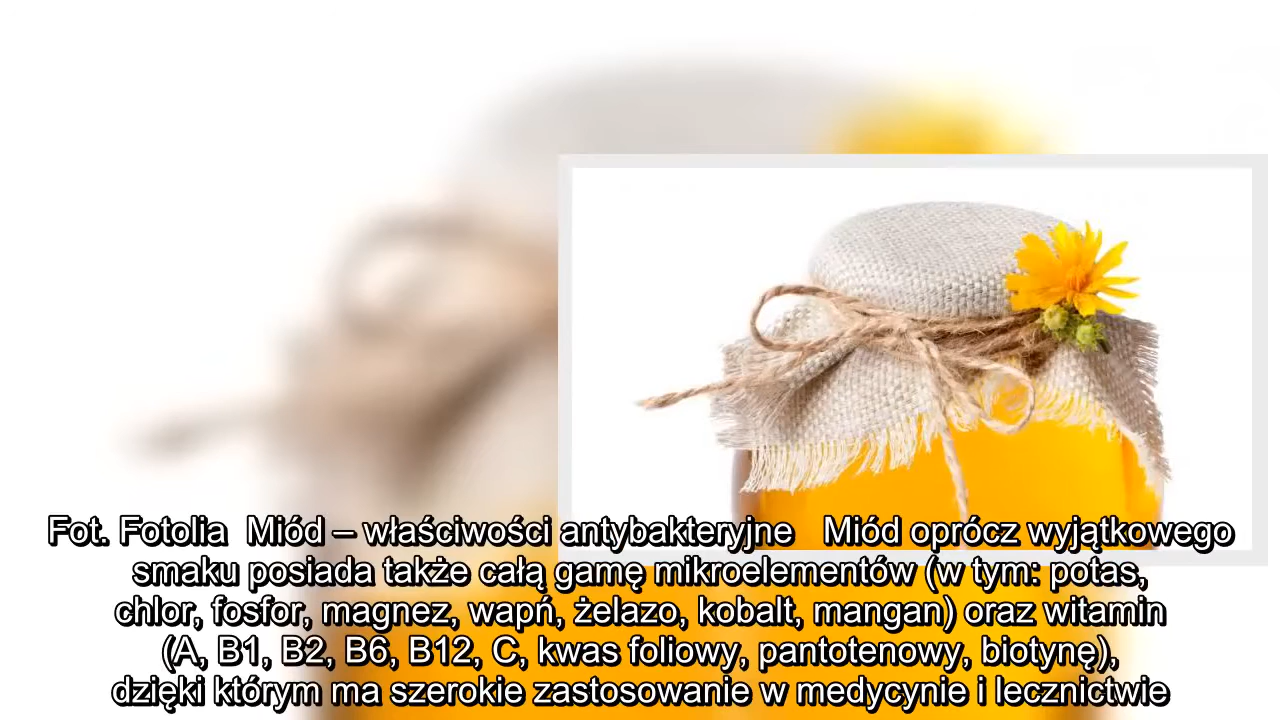 Fot. Fotolia  Miód – właściwości antybakteryjne   Miód oprócz wyjątkowego
smaku posiada także całą gamę mikroelementów (w tym: potas,
chlor, fosfor, magnez, wapń, żelazo, kobalt, mangan) oraz witamin
(A, B1, B2, B6, B12, C, kwas foliowy, pantotenowy, biotynę),
dzięki którym ma szerokie zastosowanie w medycynie i lecznictwie